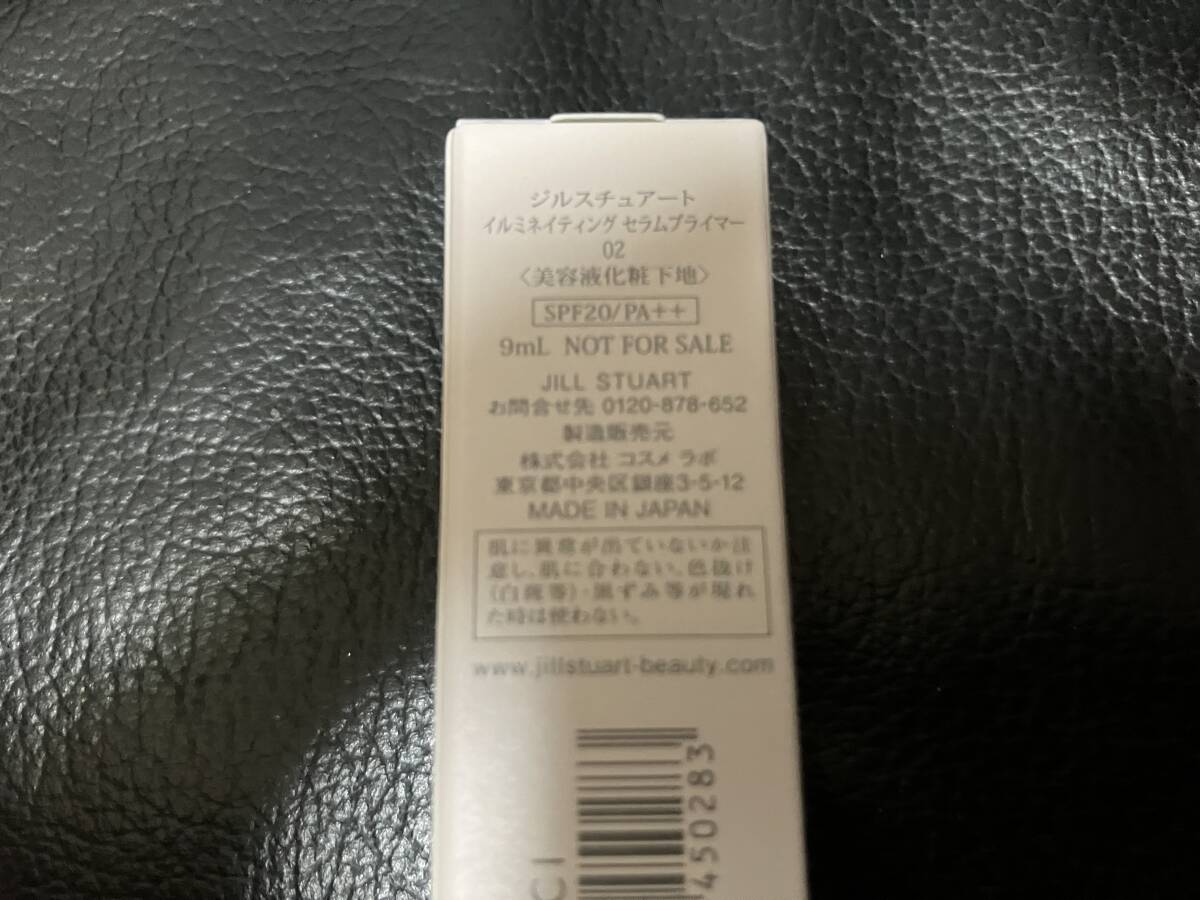 ジルスチュアート
イルミネイティング セラムプライマー
02
〈美容液化粧下地〉
SPF20/PA++
9mL NOT FOR SALE
JILL STUART
お問合せ先 0120-878-652
製造販売元
株式会社 コスメ ラボ
東京都中央区銀座3-5-12
MADE IN JAPAN
肌に異常が出ていないか注
意し、肌に合わない、色抜け
(白斑等)・黒ずみ等が現れ
た時は使わない。
www.jillstuart-beauty.com
450283
CI